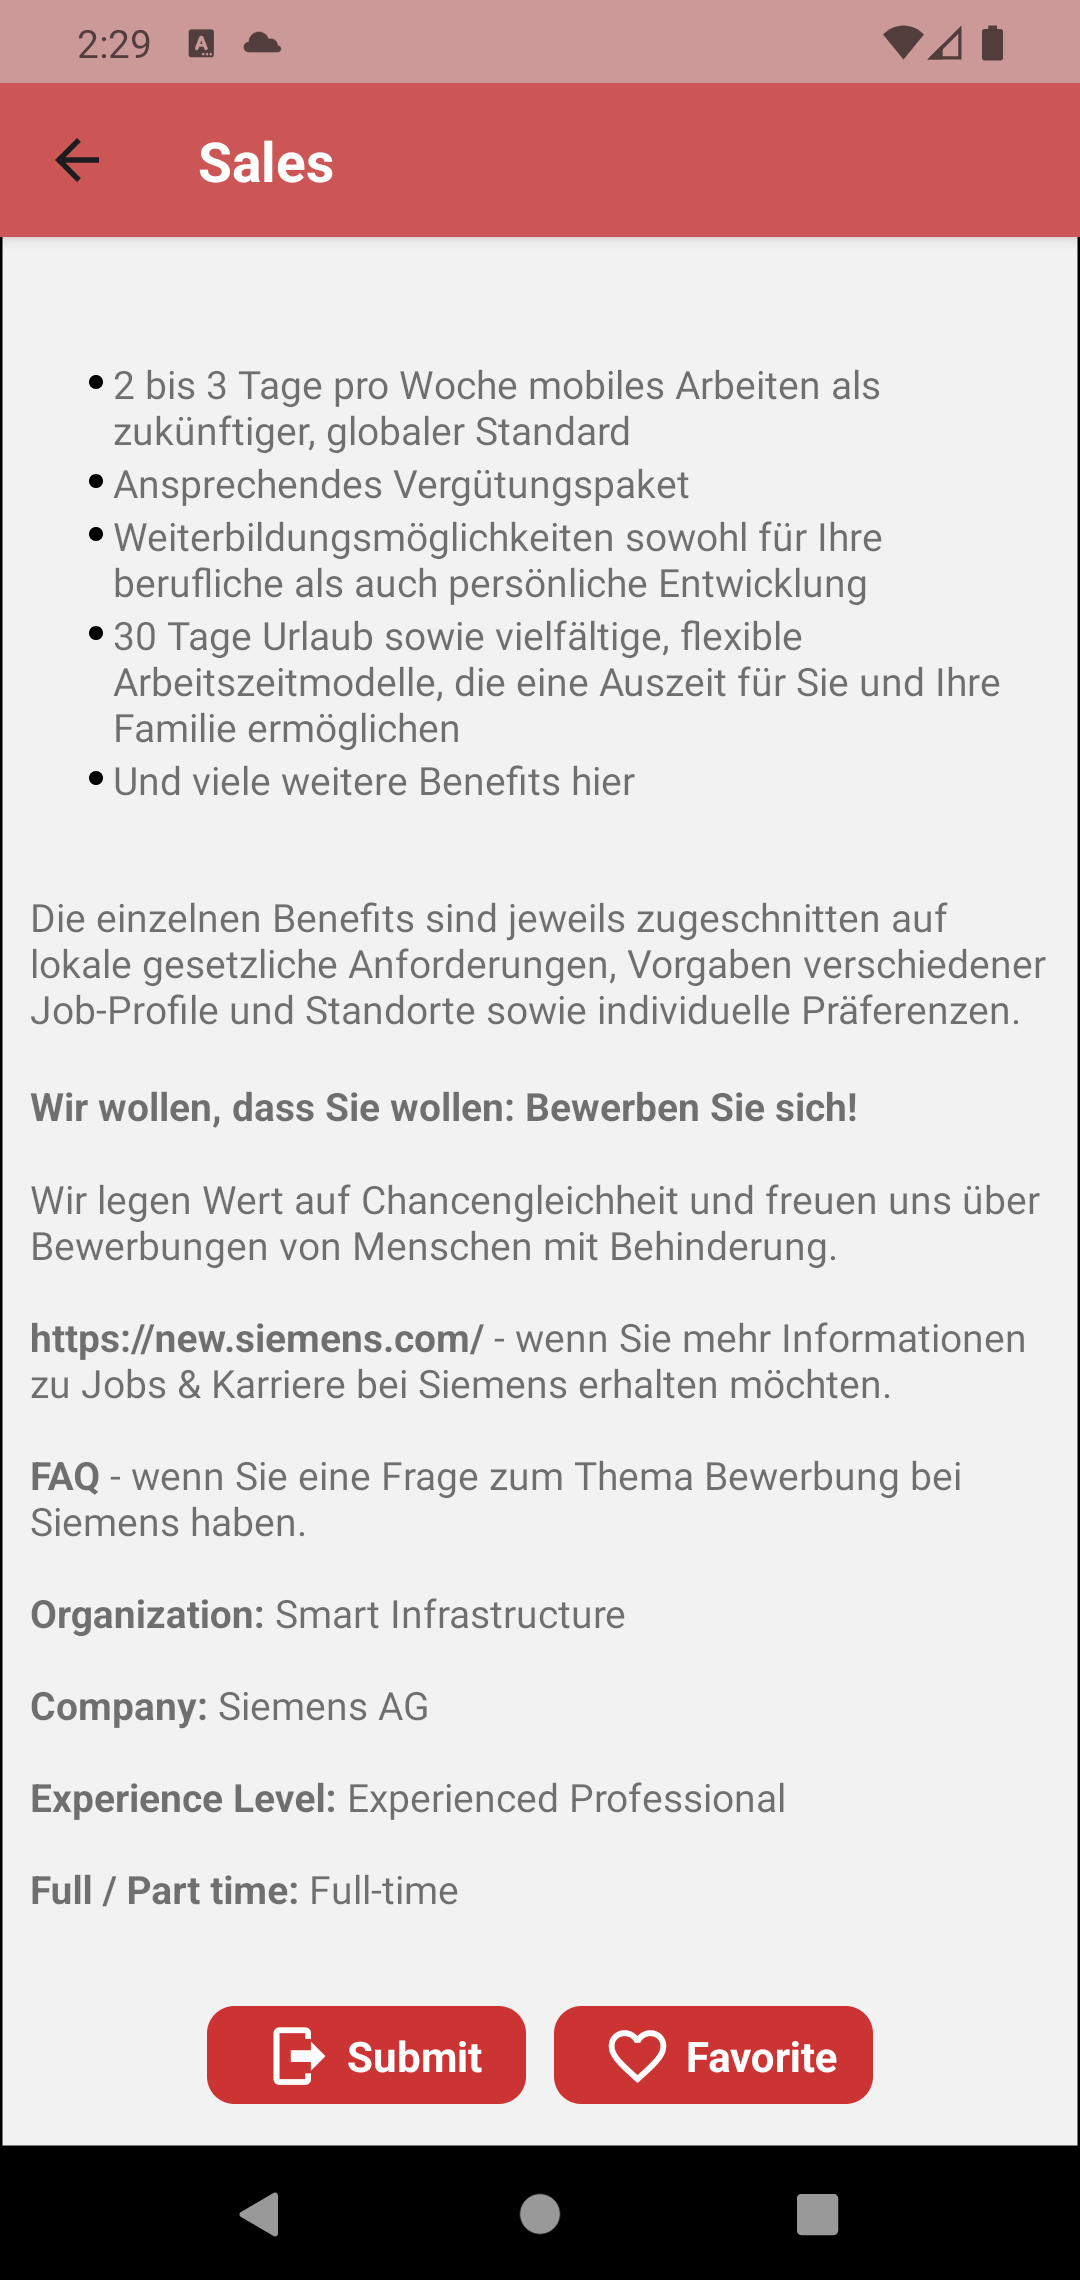 2:29
Sales
2 bis 3 Tage pro Woche mobiles Arbeiten als
zukünftiger, globaler Standard
Ansprechendes Vergütungspaket
Weiterbildungsmöglichkeiten sowohl für Ihre
berufliche als auch persönliche Entwicklung
30 Tage Urlaub sowie vielfältige, flexible
Arbeitszeitmodelle, die eine Auszeit für Sie und Ihre
Familie ermöglichen
Und viele weitere Benefits hier
Die einzelnen Benefits sind jeweils zugeschnitten auf
lokale gesetzliche Anforderungen, Vorgaben verschiedener
Job-Profile und Standorte sowie individuelle Präferenzen.
Wir wollen, dass Sie wollen: Bewerben Sie sich!
Wir legen Wert auf Chancengleichheit und freuen uns über
Bewerbungen von Menschen mit Behinderung.
https://new.siemens.com/ - wenn Sie mehr Informationen
zu Jobs & Karriere bei Siemens erhalten möchten.
FAQ - wenn Sie eine Frage zum Thema Bewerbung bei
Siemens haben.
Organization: Smart Infrastructure
Company: Siemens AG
Experience Level: Experienced Professional
Full / Part time: Full-time
Submit
Favorite